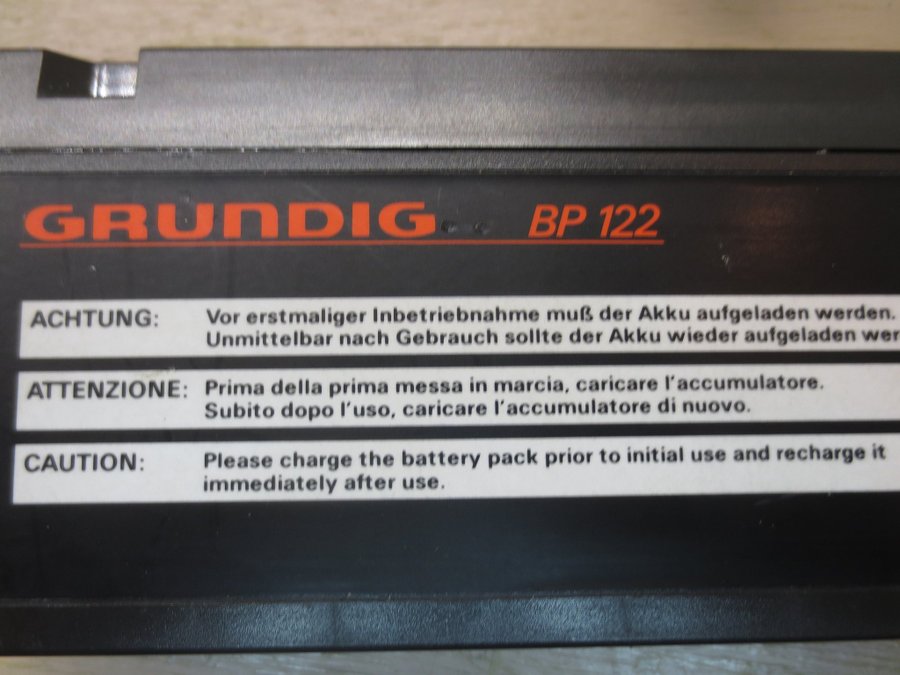 GRUNDIG BP 122
ACHTUNG: Vor erstmaliger Inbetriebnahme muß der Akku aufgeladen werden.
Unmittelbar nach Gebrauch sollte der Akku wieder aufgeladen wer
ATTENZIONE: Prima della prima messa in marcia, caricare l'accumulatore.
Subito dopo l'uso, caricare l'accumulatore di nuovo.
CAUTION: Please charge the battery pack prior to initial use and recharge it
immediately after use.